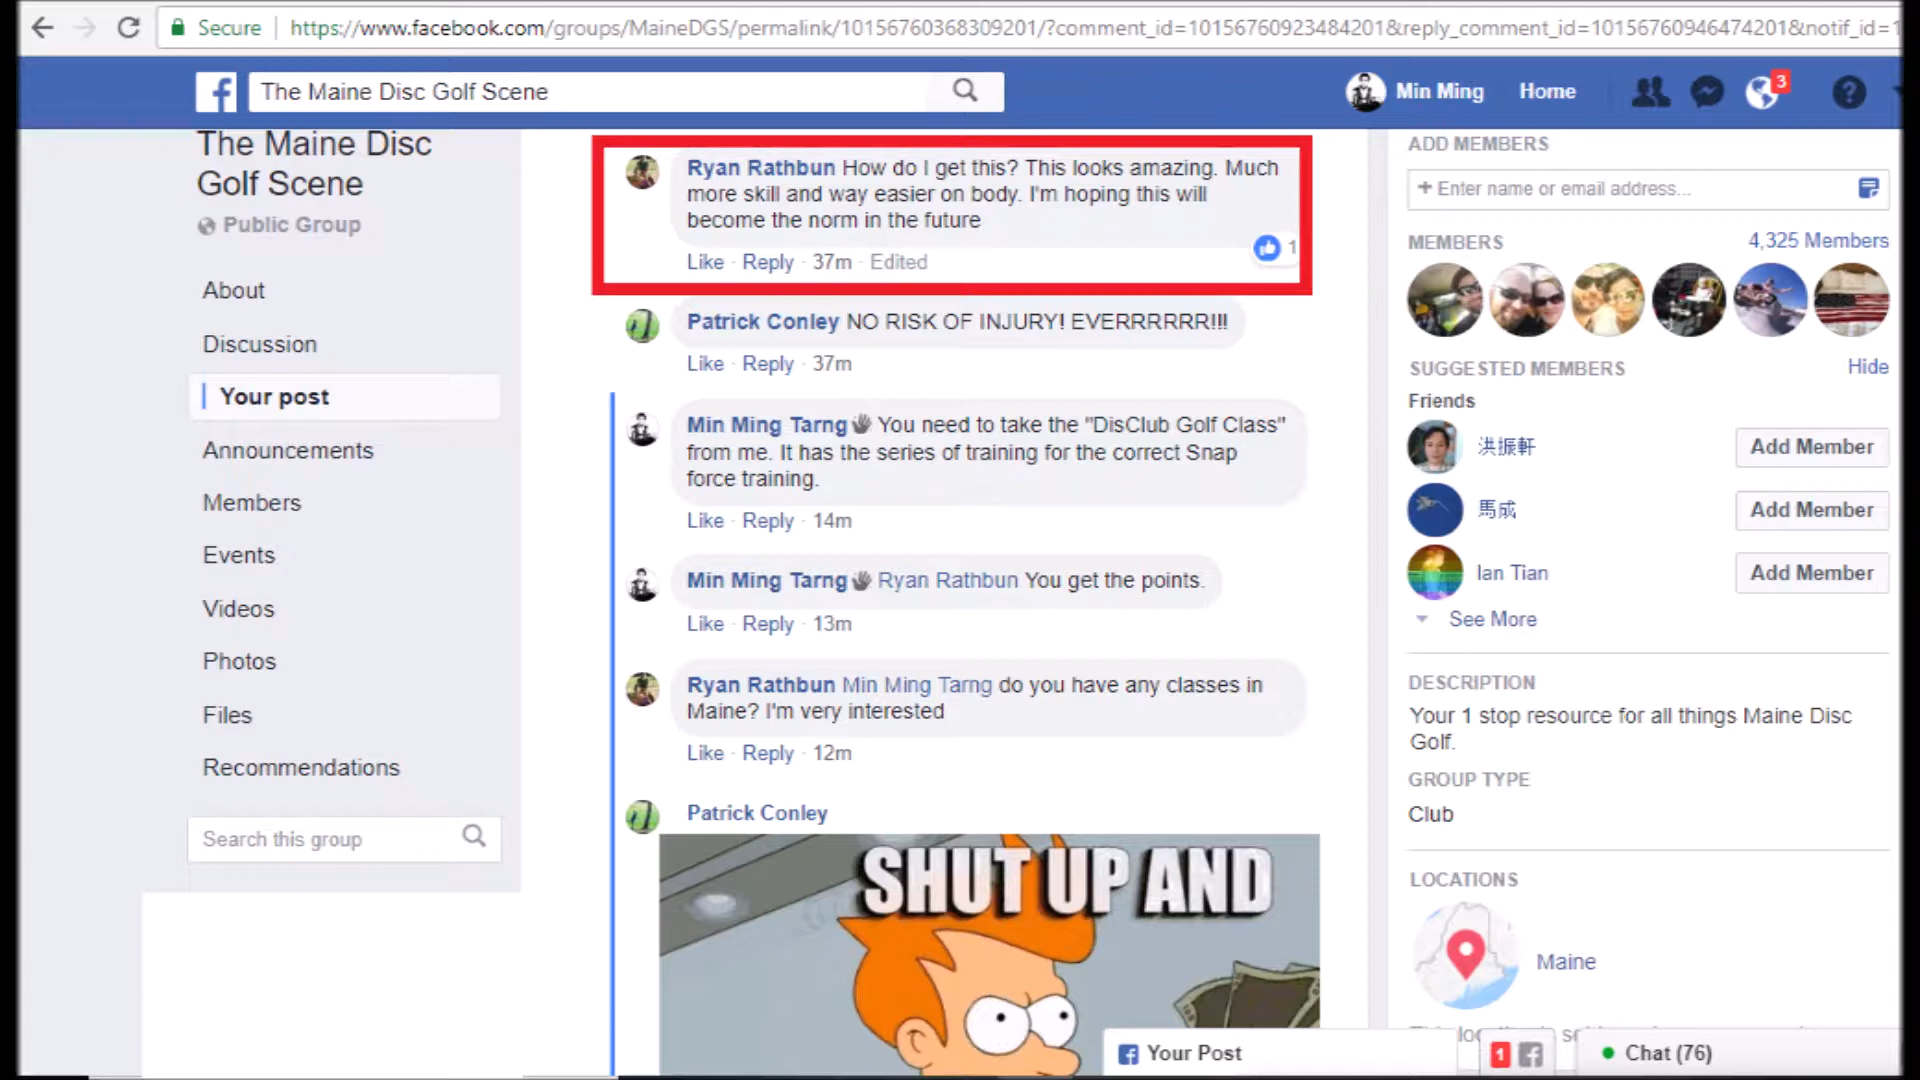 Secure
https://www.facebook.com/groups/MaineDGS/permalink/10156760368309201/?comment_id=10156760923484201&reply_comment_id=10156760946474201&notif_id=1
The Maine Disc Golf Scene
Min Ming
Home
3
?
The Maine Disc
Golf Scene
Public Group
About
Discussion
Your post
Announcements
Members
Events
Videos
Photos
Files
Recommendations
Search this group
Ryan Rathbun How do I get this? This looks amazing. Much
more skill and way easier on body. I'm hoping this will
become the norm in the future
1
Like · Reply · 37m · Edited
Patrick Conley NO RISK OF INJURY! EVERRRRRR!!!
Like · Reply · 37m
Min Ming Tarng You need to take the "DisClub Golf Class"
from me. It has the series of training for the correct Snap
force training.
Like · Reply · 14m
Min Ming Tarng Ryan Rathbun You get the points.
Like · Reply · 13m
Ryan Rathbun Min Ming Tarng do you have any classes in
Maine? I'm very interested
Like · Reply · 12m
Patrick Conley
SHUT UP AND
ADD MEMBERS
+ Enter name or email address...
MEMBERS
4,325 Members
SUGGESTED MEMBERS
Hide
Friends
洪振軒
Add Member
馬成
Add Member
Ian Tian
Add Member
See More
DESCRIPTION
Your 1 stop resource for all things Maine Disc
Golf.
GROUP TYPE
Club
LOCATIONS
Maine
Your Post
1
Chat (76)